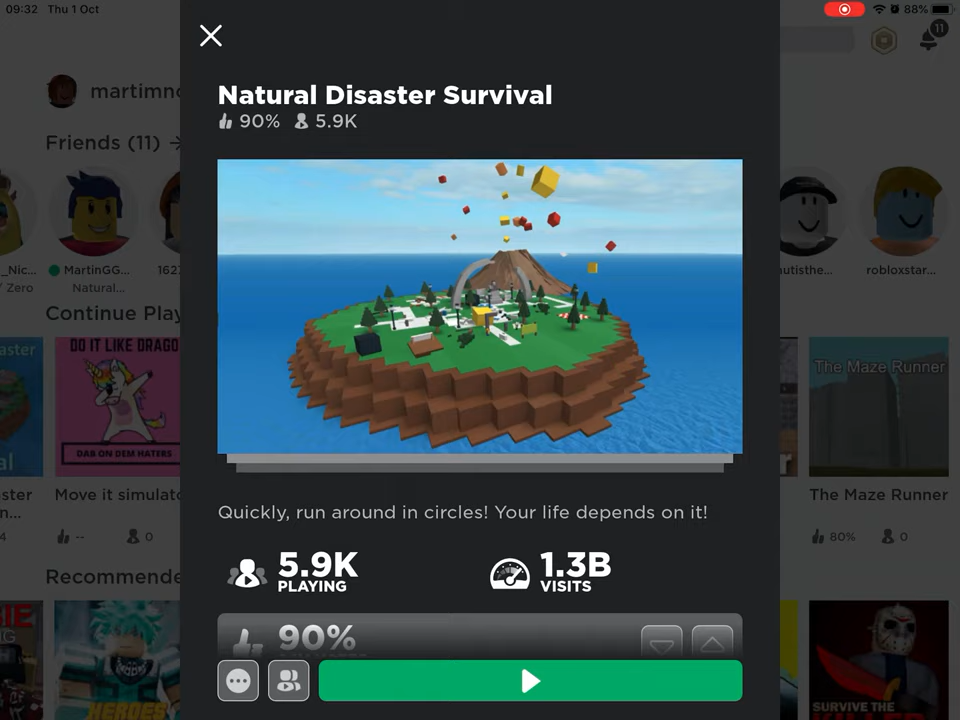 09:32 Thu 1 Oct
88%
11
martimn
Natural Disaster Survival
90% 5.9K
Friends (11)
_Nic...
MartinGG...
Zero
Natural...
utisthe...
robloxstar...
Continue Play
DO IT LIKE DRAGO
DAB ON DEM HATERS
The Maze Runner
Quickly, run around in circles! Your life depends on it!
Move it simulato
The Maze Runner
-- 0
80% 0
5.9K
PLAYING
1.3B
VISITS
Recommende
90%
HEROES
SURVIVE THE